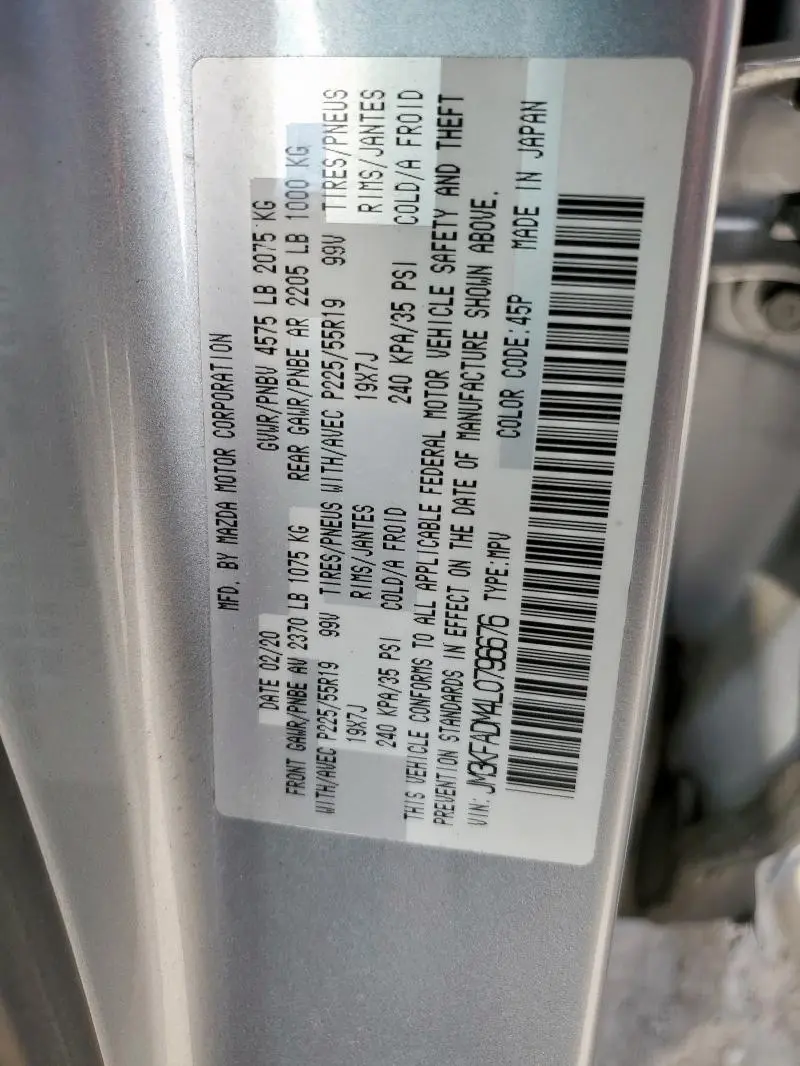 MFD. BY MAZDA MOTOR CORPORATION
DATE 02/20 GVWR/PNBV 4575 LB 2075 KG
FRONT GAWR/PNBE AV 2370 LB 1075 KG REAR GAWR/PNBE AR 2205 LB 1000 KG
WITH/AVEC P225/55R19 99V TIRES/PNEUS WITH/AVEC P225/55R19 99V TIRES/PNEUS
19X7J RIMS/JANTES 19X7J RIMS/JANTES
240 KPA/35 PSI COLD/A FROID 240 KPA/35 PSI COLD/A FROID
THIS VEHICLE CONFORMS TO ALL APPLICABLE FEDERAL MOTOR VEHICLE SAFETY AND THEFT
PREVENTION STANDARDS IN EFFECT ON THE DATE OF MANUFACTURE SHOWN ABOVE.
VIN: JM3KFADM4L0796676 TYPE:MPV COLOR CODE:45P MADE IN JAPAN